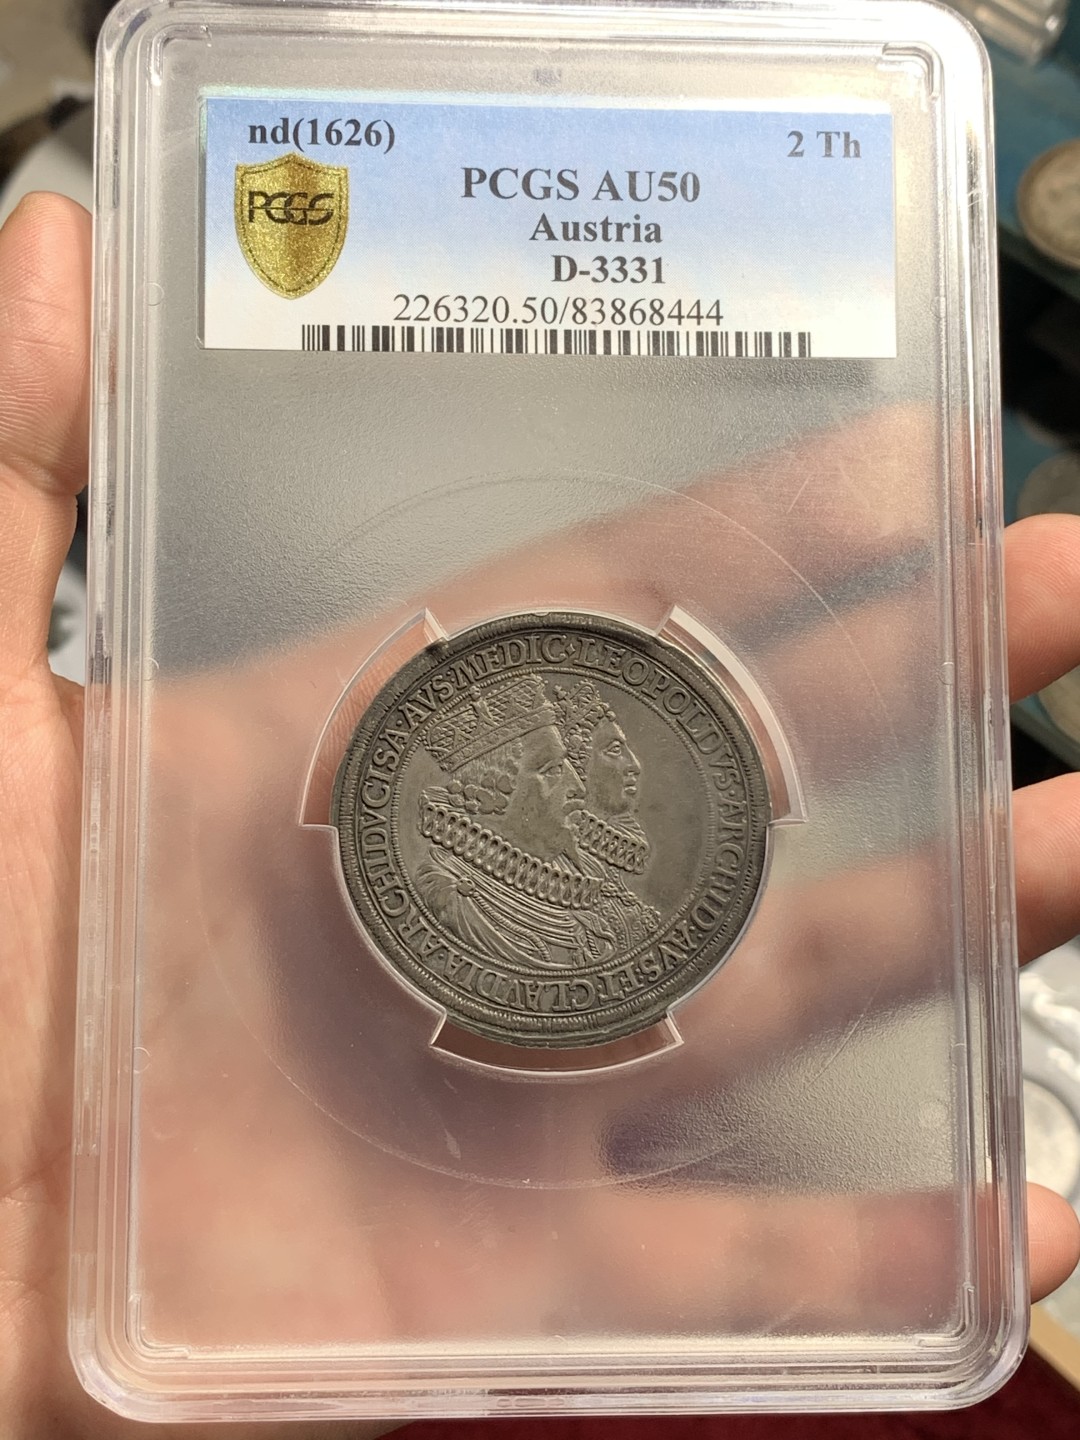 nd(1626)
2 Th
PCGS
PCGS AU50
Austria
D-3331
226320.50/83868444
LEOPOLDVS·ARCHID·AVS·ET·CLAVDIA·ARCHIDVCISA·AVS·MEDIC·